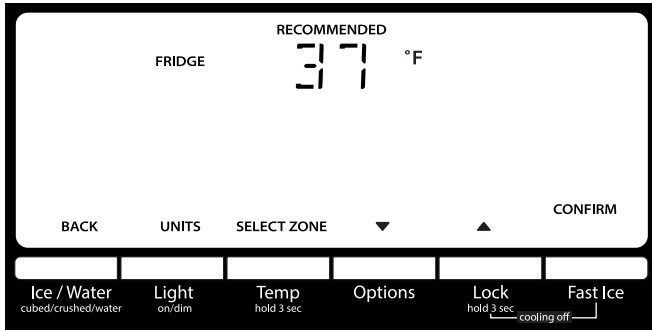 RECOMMENDED
FRIDGE 37 °F
CONFIRM
BACK UNITS SELECT ZONE ▼ ▲
Ice / Water Light Temp Options Lock Fast Ice
cubed/crushed/water on/dim hold 3 sec hold 3 sec
cooling off